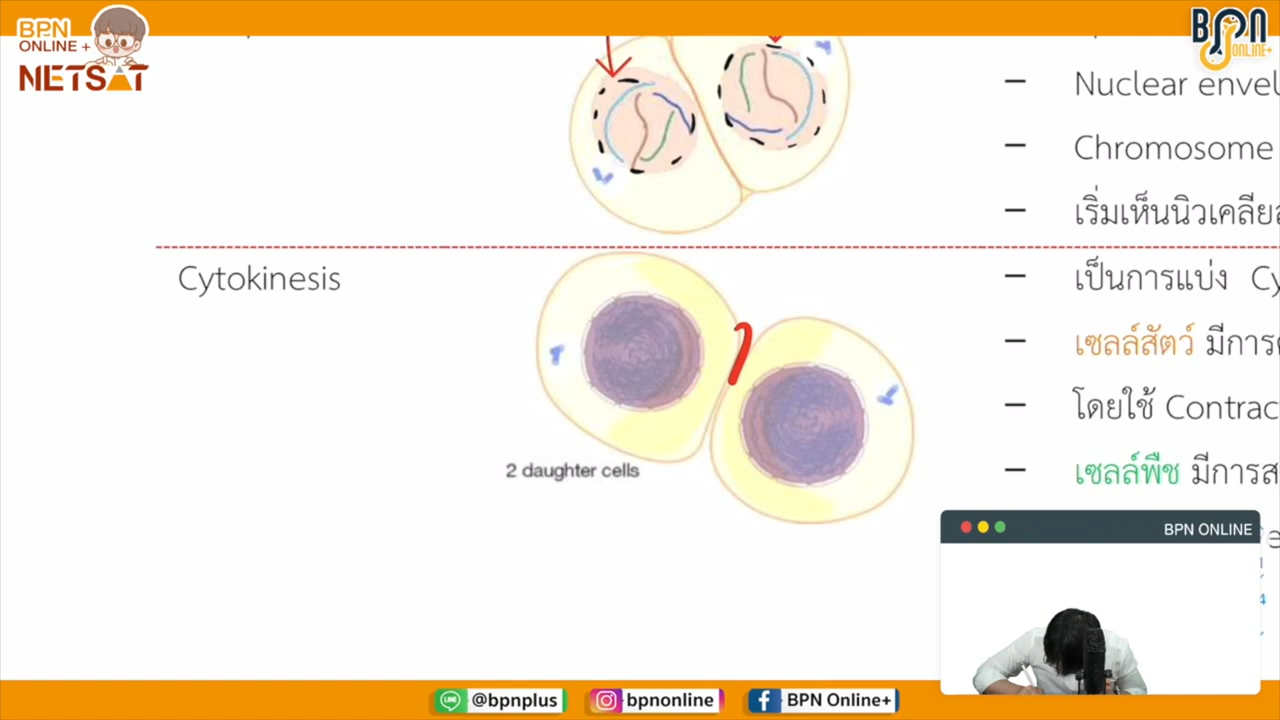 BPN
ONLINE +
NETSAT
BPN
ONLINE+
Nuclear envel
Chromosome
เริ่มเห็นนิวเคลีย
Cytokinesis
เป็นการแบ่ง Cy
เซลล์สัตว์ มีการ
โดยใช้ Contrac
เซลล์พืช มีการส
2 daughter cells
BPN ONLINE
@bpnplus
bpnonline
BPN Online+